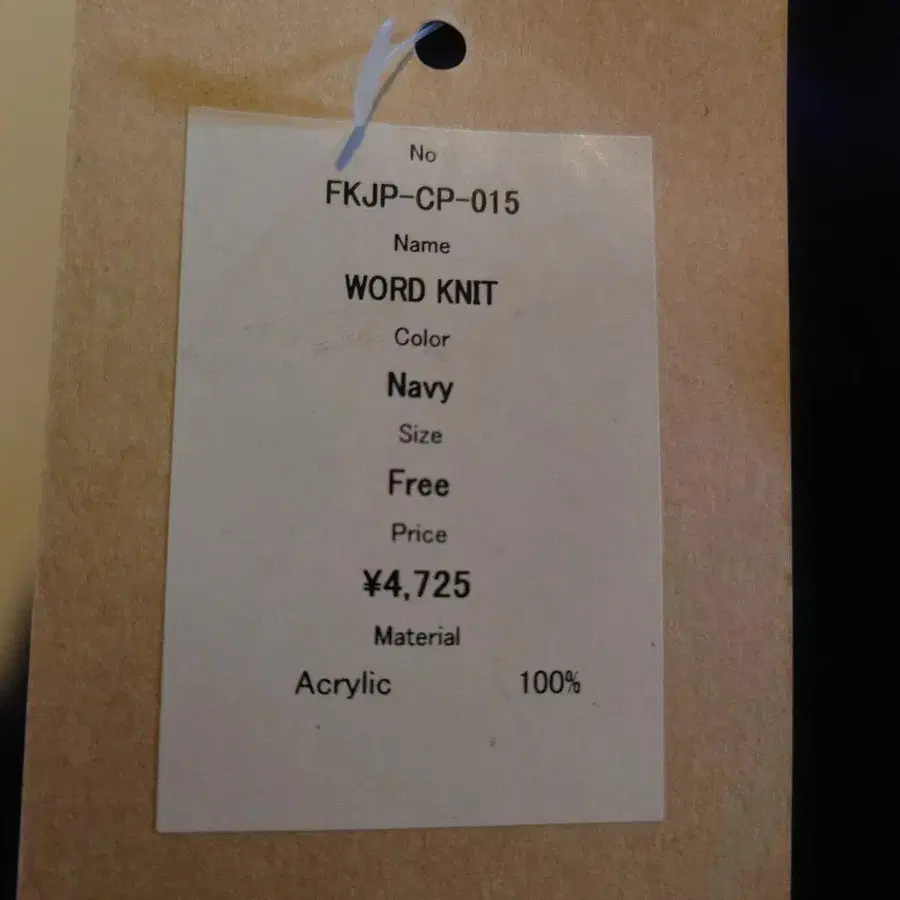 No
FKJP-CP-015
Name
WORD KNIT
Color
Navy
Size
Free
Price
¥4,725
Material
Acrylic 100%